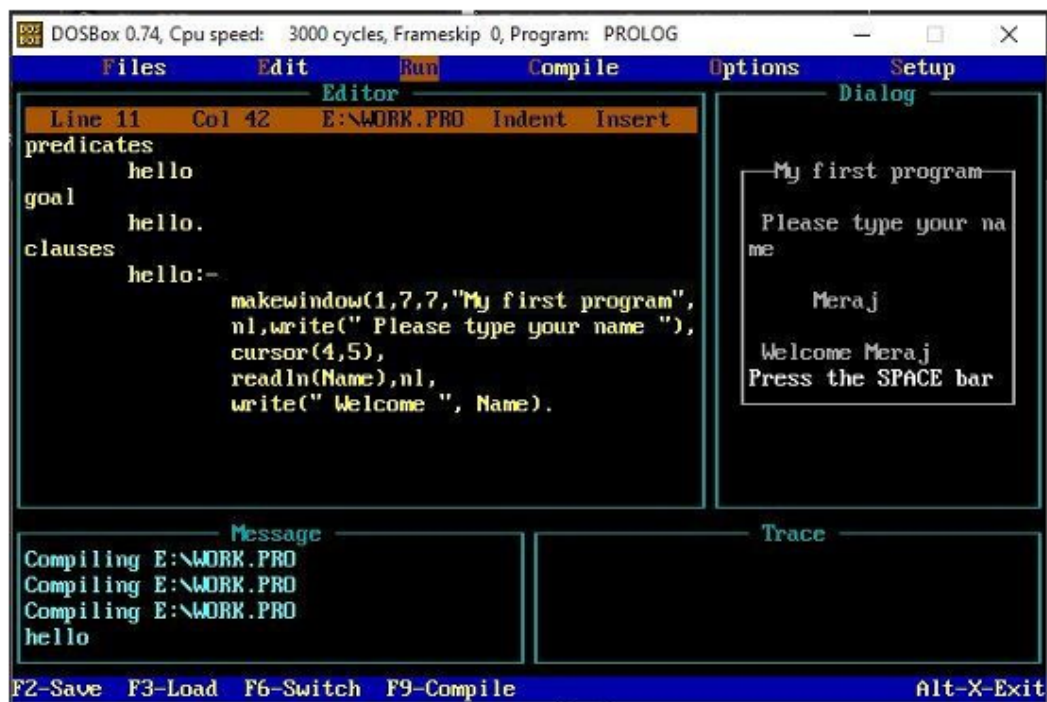 DOSBox 0.74, Cpu speed: 3000 cycles, Frameskip 0, Program: PROLOG
Files Edit Run Compile Options Setup
Editor
Line 11 Col 42 E:\WORK.PRO Indent Insert
predicates
hello
goal
hello.
clauses
hello:-
makewindow(1,7,7,"My first program",
nl,write(" Please type your name "),
cursor(4,5),
readln(Name),nl,
write(" Welcome ", Name).
Dialog
My first program
Please type your na
me
Meraj
Welcome Meraj
Press the SPACE bar
Message
Compiling E:\WORK.PRO
Compiling E:\WORK.PRO
Compiling E:\WORK.PRO
hello
Trace
F2-Save F3-Load F6-Switch F9-Compile Alt-X-Exit